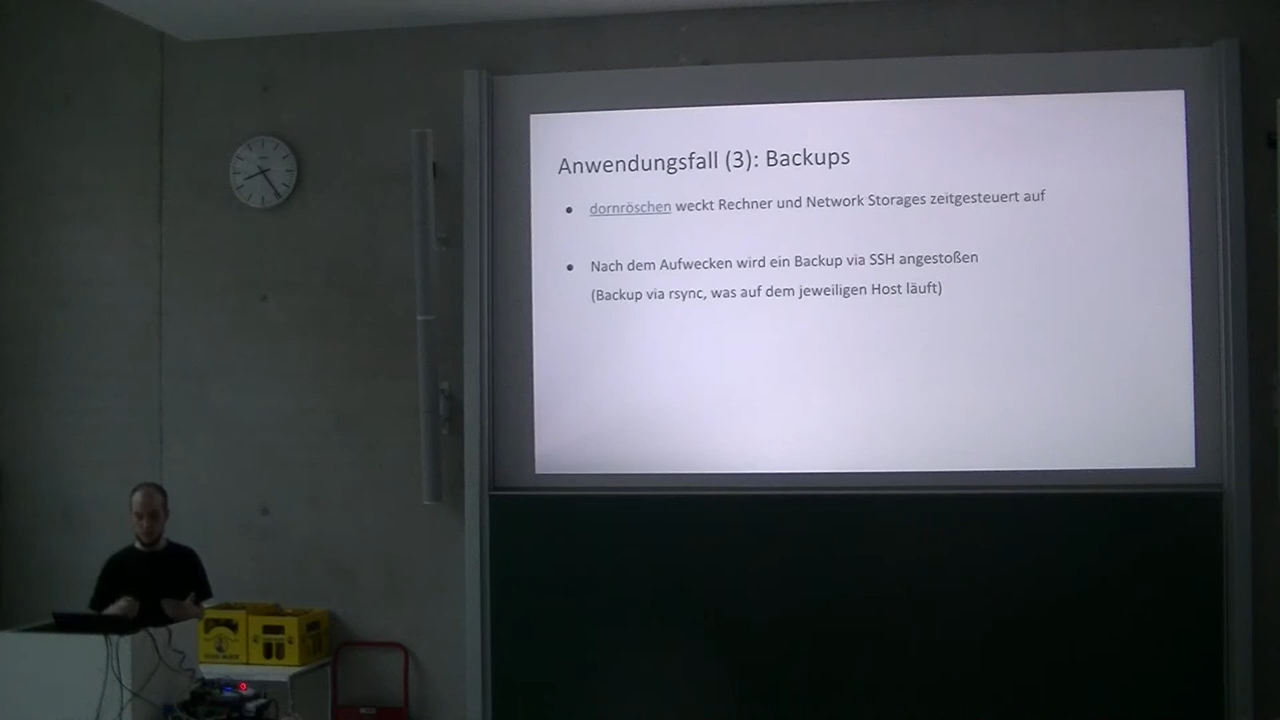 Anwendungsfall (3): Backups
dornröschen weckt Rechner und Network Storages zeitgesteuert auf
Nach dem Aufwecken wird ein Backup via SSH angestoßen
(Backup via rsync, was auf dem jeweiligen Host läuft)